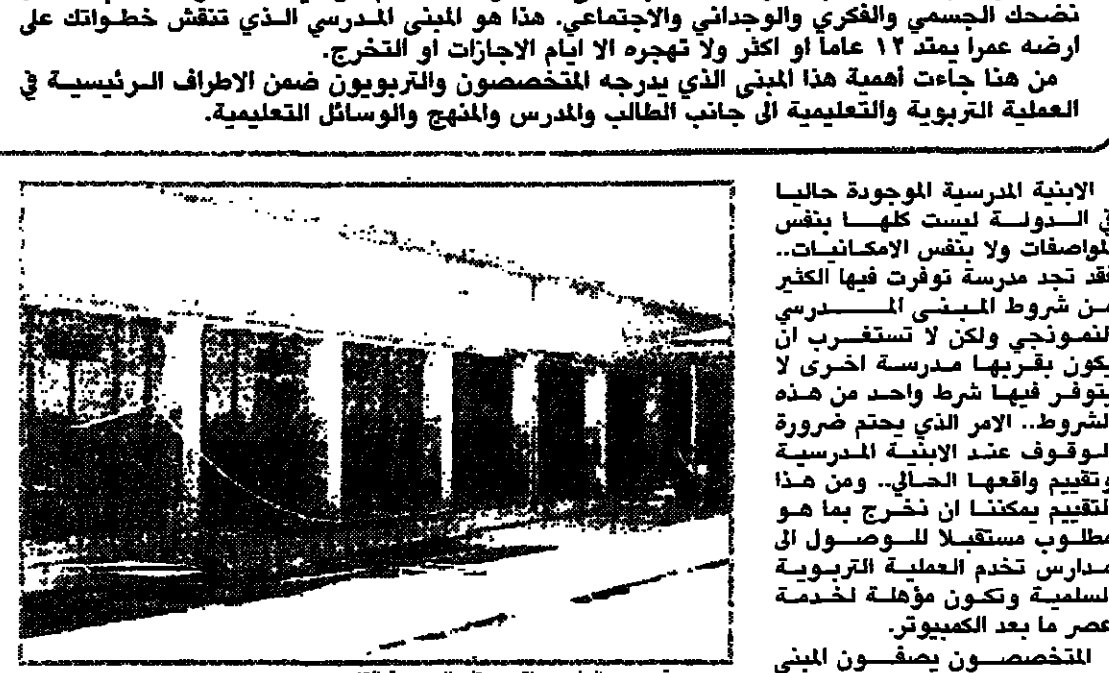 نضجك الجسمي والفكري والوجداني والاجتماعي. هذا هو المبنى المدرسي الذي تنقش خطواتك على
ارضه عمرا يمتد ١٢ عاماً او اكثر ولا تهجره الا ايام الاجازات او التخرج.
من هنا جاءت أهمية هذا المبنى الذي يدرجه المتخصصون والتربويون ضمن الاطراف الرئيسية في
العملية التربوية والتعليمية الى جانب الطالب والمدرس والمنهج والوسائل التعليمية.
الابنية المدرسية الموجودة حاليا
في الدولة ليست كلها بنفس
المواصفات ولا بنفس الامكانيات..
فقد تجد مدرسة توفرت فيها الكثير
من شروط المبنى المدرسي
النموذجي ولكن لا تستغرب ان
يكون بقربها مدرسة اخرى لا
يتوفر فيها شرط واحد من هذه
الشروط.. الامر الذي يحتم ضرورة
الوقوف عند الابنية المدرسية
وتقييم واقعها الحالي.. ومن هذا
التقييم يمكننا ان نخرج بما هو
مطلوب مستقبلا للوصول الى
مدارس تخدم العملية التربوية
السلمية وتكون مؤهلة لخدمة
عصر ما بعد الكمبيوتر.
المتخصصون يصفون المبنى